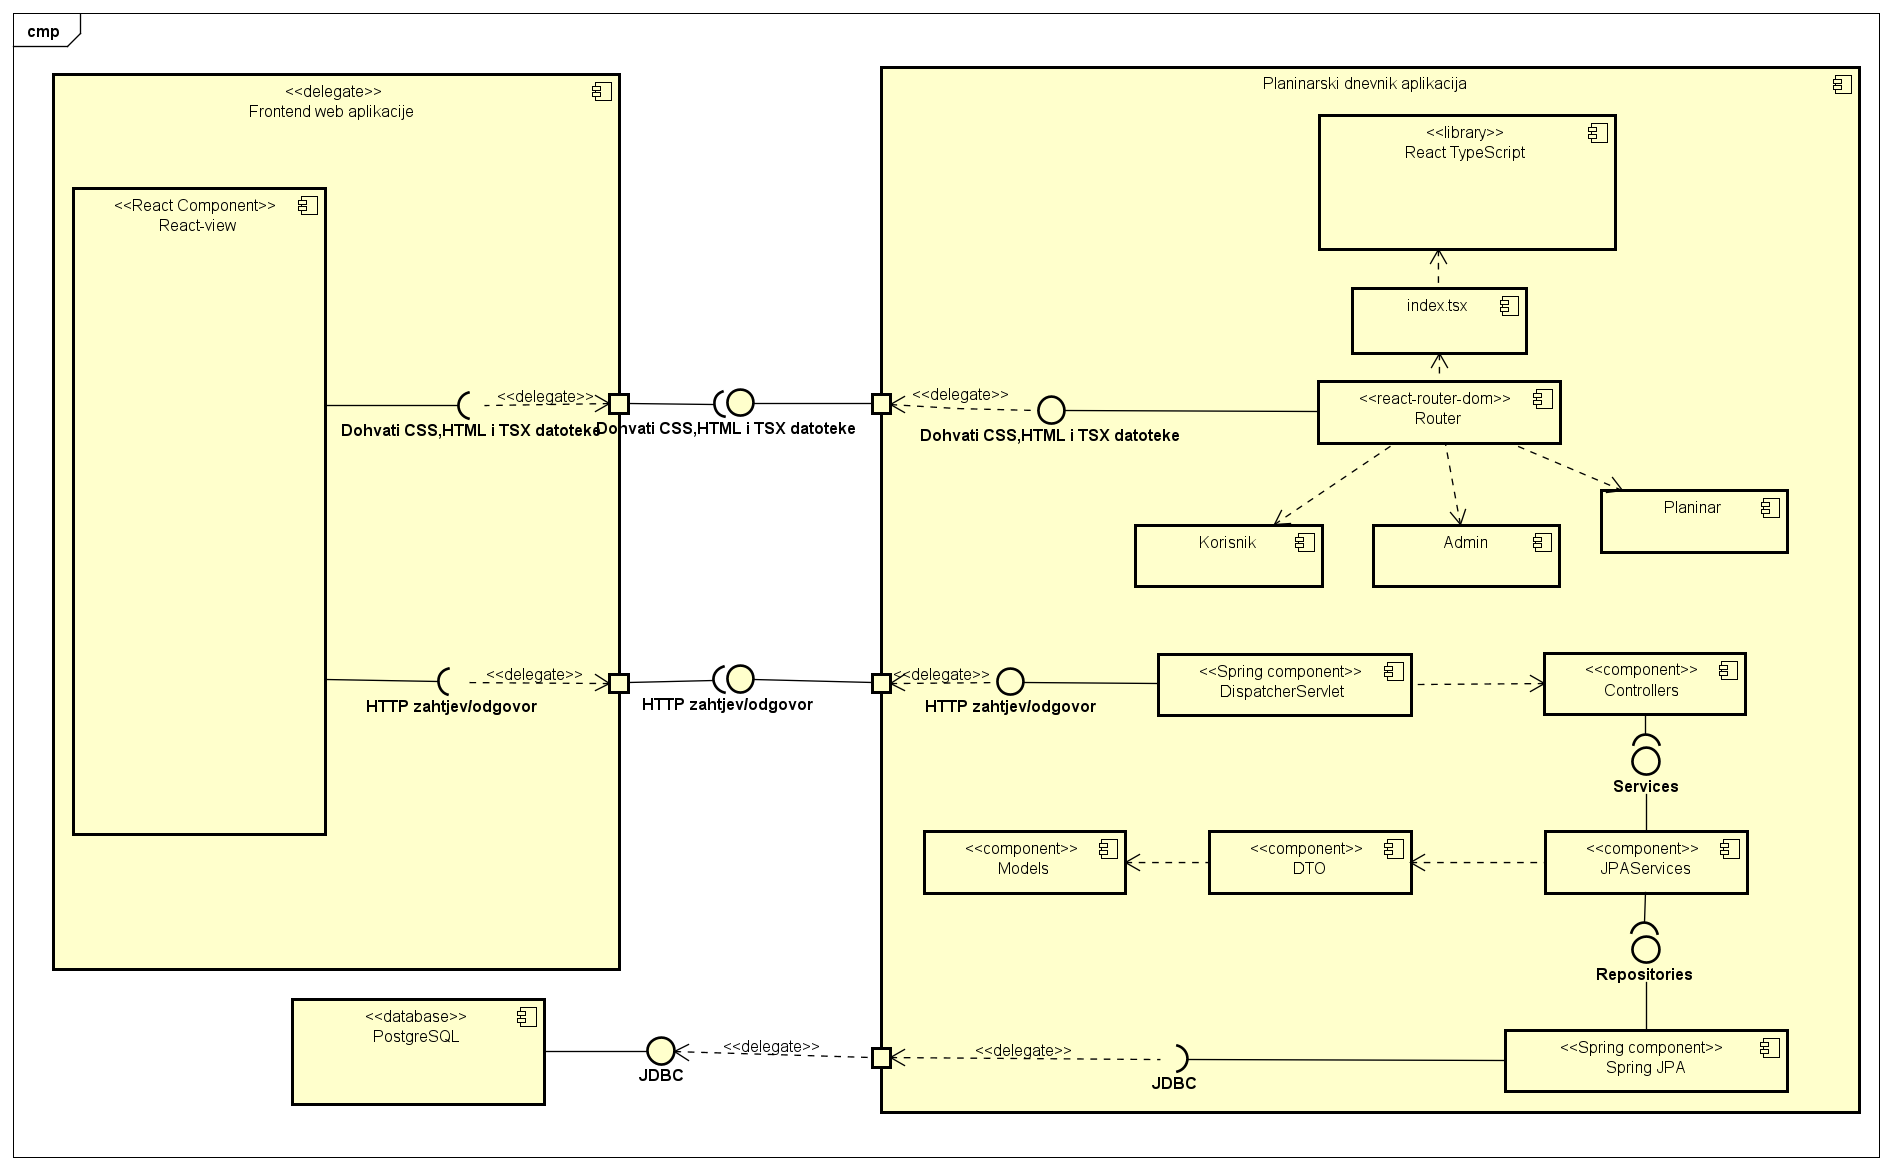 cmp
<<delegate>>
Frontend web aplikacije
<<React Component>>
React-view
<<delegate>>
Dohvati CSS,HTML i TSX datoteke
<<delegate>>
HTTP zahtjev/odgovor
Dohvati CSS,HTML i TSX datoteke
HTTP zahtjev/odgovor
Planinarski dnevnik aplikacija
<<library>>
React TypeScript
index.tsx
<<react-router-dom>>
Router
<<delegate>>
Dohvati CSS,HTML i TSX datoteke
Korisnik
Admin
Planinar
<<delegate>>
HTTP zahtjev/odgovor
<<Spring component>>
DispatcherServlet
<<component>>
Controllers
Services
<<component>>
Models
<<component>>
DTO
<<component>>
JPAServices
Repositories
<<database>>
PostgreSQL
JDBC
<<delegate>>
<<delegate>>
JDBC
<<Spring component>>
Spring JPA